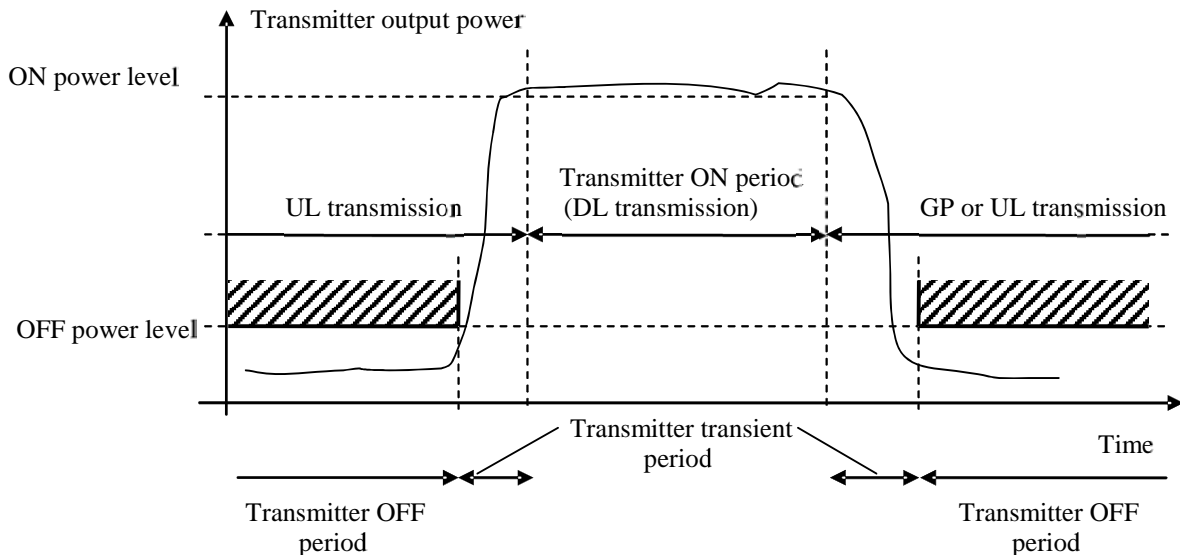 Transmitter output power
ON power level
Transmitter ON period
(DL transmission)
UL transmission
GP or UL transmission
OFF power level
Transmitter transient
period
Time
Transmitter OFF
period
Transmitter OFF
period